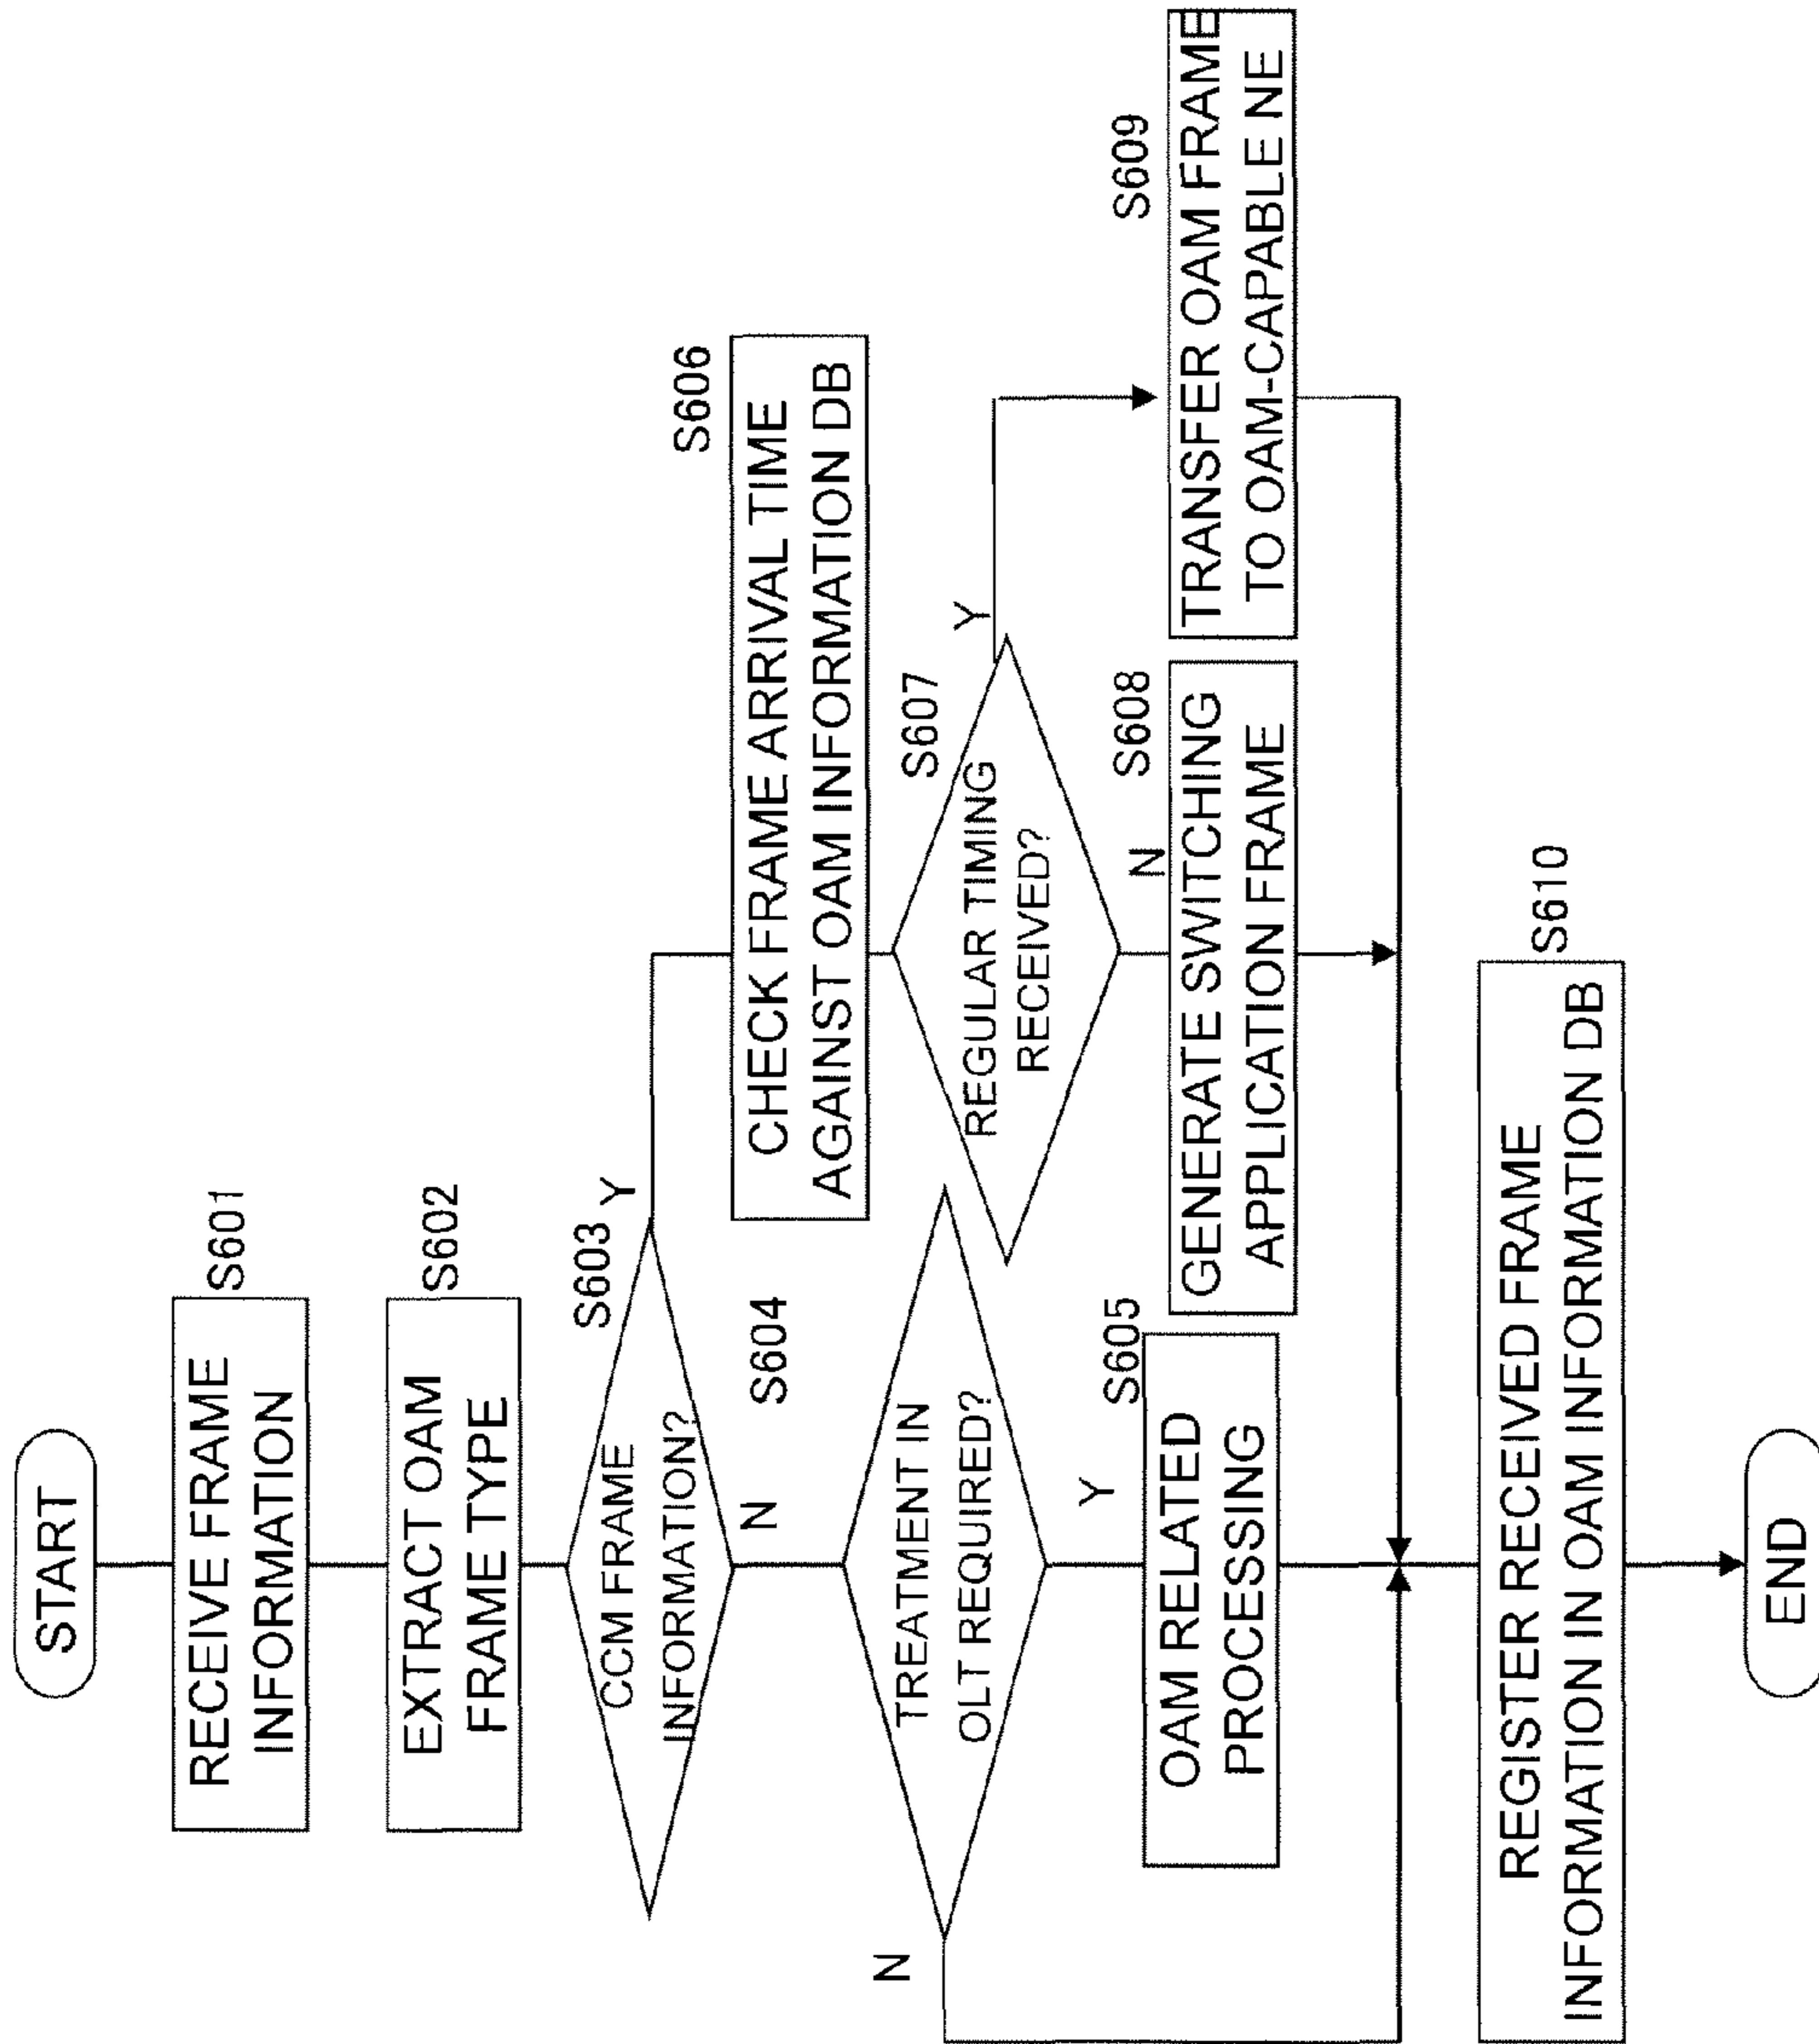 START
RECEIVE FRAME
INFORMATION
S601
EXTRACT OAM
FRAME TYPE
S602
CCM FRAME
INFORMATION?
S603
Y
N
TREATMENT IN
OLT REQUIRED?
S604
N
Y
OAM RELATED
PROCESSING
S605
CHECK FRAME ARRIVAL TIME
AGAINST OAM INFORMATION DB
S606
REGULAR TIMING
RECEIVED?
S607
Y
N
GENERATE SWITCHING
APPLICATION FRAME
S608
TRANSFER OAM FRAME
TO OAM-CAPABLE NE
S609
REGISTER RECEIVED FRAME
INFORMATION IN OAM INFORMATION DB
S610
END